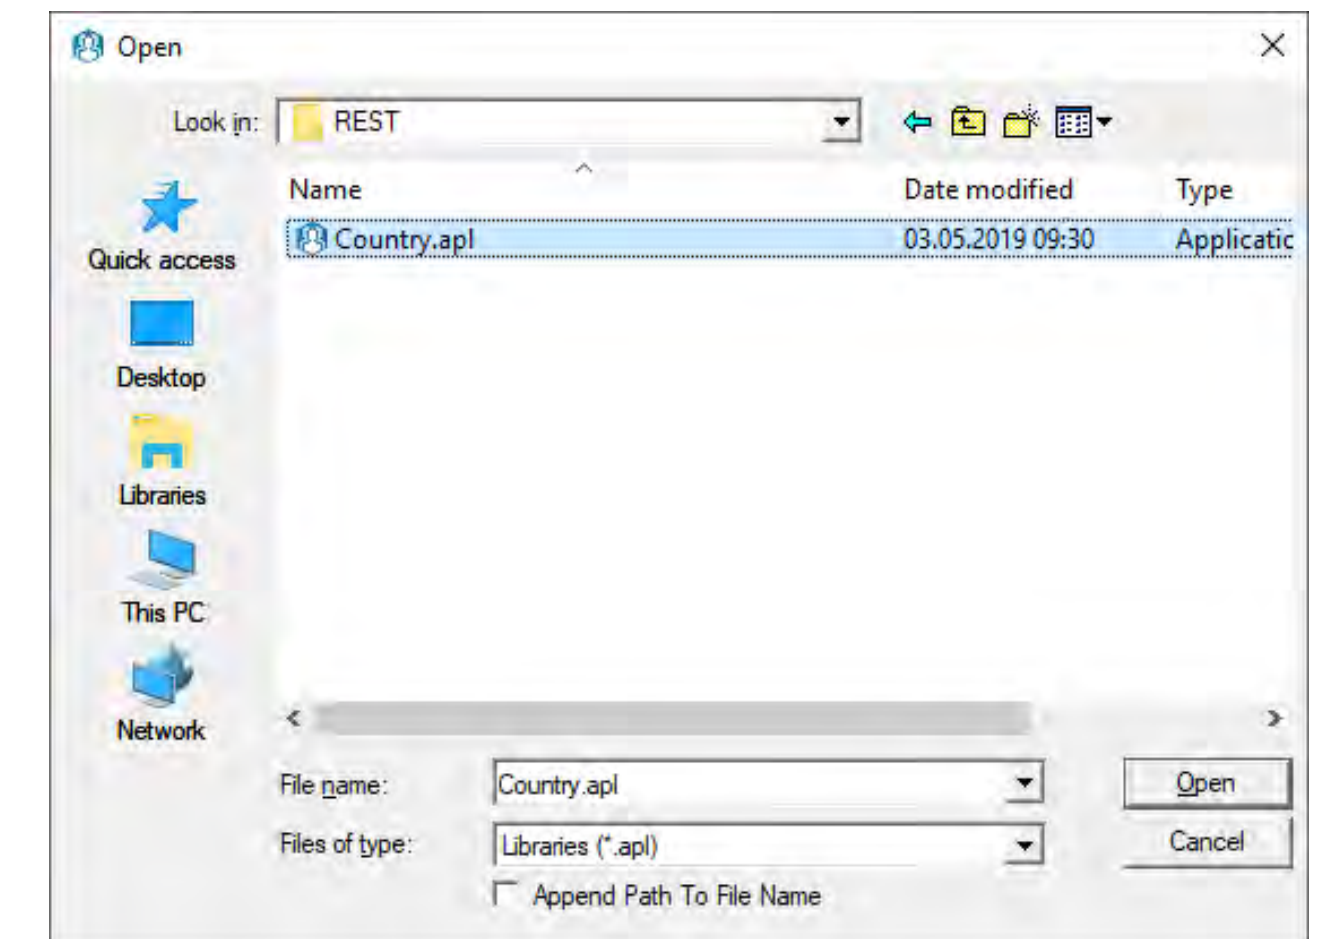 Open
Look in: REST
Name Date modified Type
Country.apl 03.05.2019 09:30 Applicatic
Quick access
Desktop
Libraries
This PC
Network
File name: Country.apl Open
Files of type: Libraries (*.apl) Cancel
Append Path To File Name